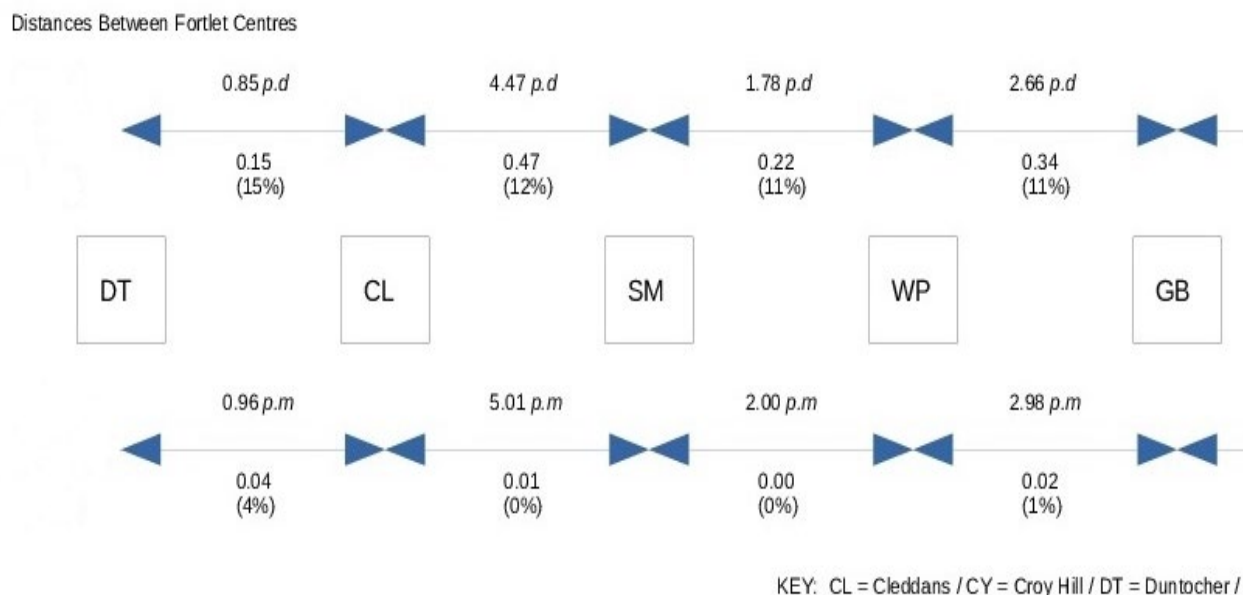 Distances Between Fortlet Centres
0.85 p.d 4.47 p.d 1.78 p.d 2.66 p.d
0.15 0.47 0.22 0.34
(15%) (12%) (11%) (11%)
DT CL SM WP GB
0.96 p.m 5.01 p.m 2.00 p.m 2.98 p.m
0.04 0.01 0.00 0.02
(4%) (0%) (0%) (1%)
KEY: CL = Cleddans / CY = Croy Hill / DT = Duntocher /